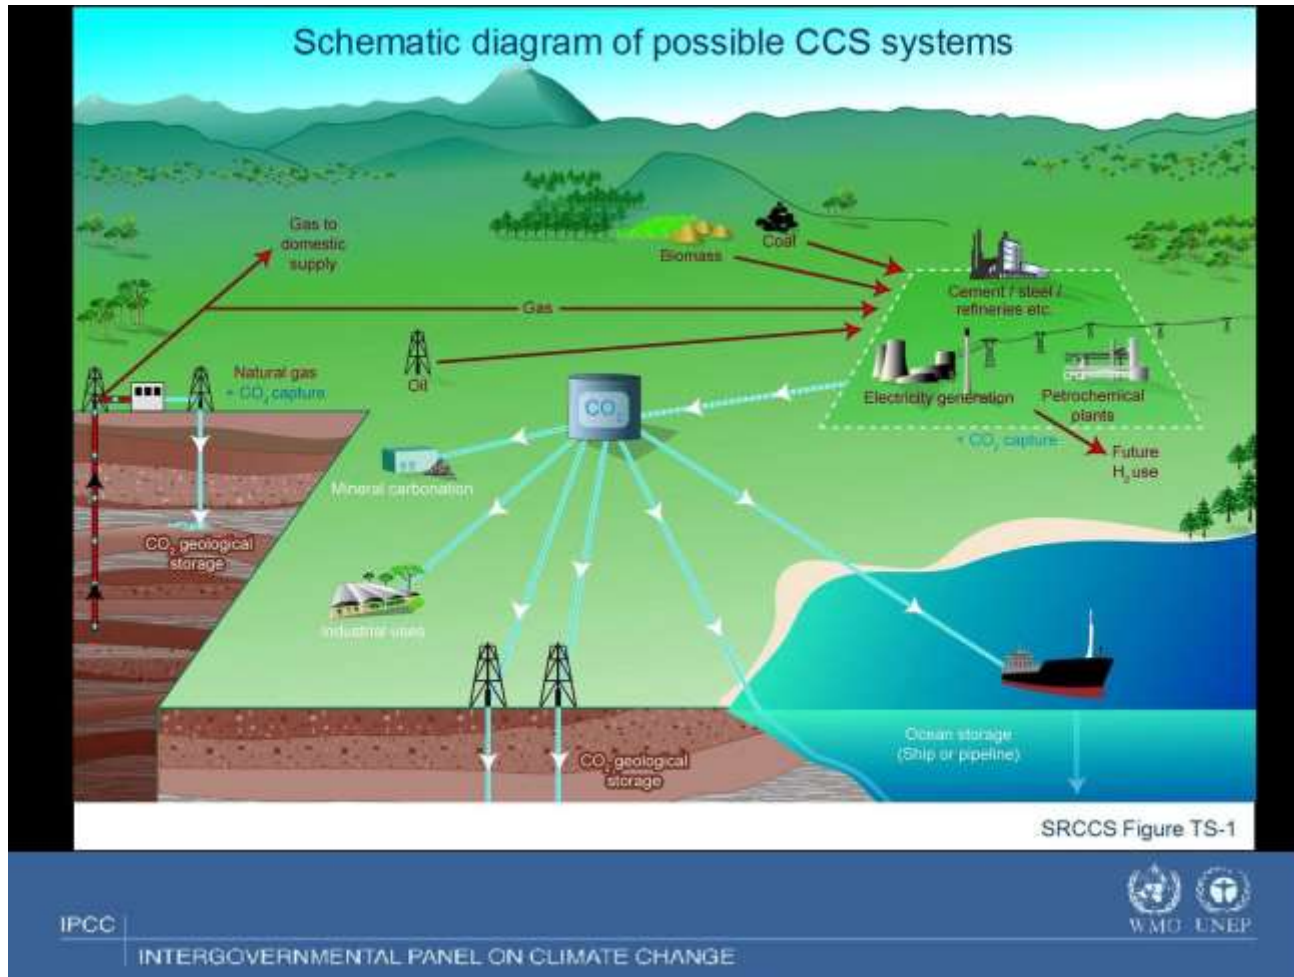 Schematic diagram of possible CCS systems
Gas to
domestic
supply
Coal
Biomass
Cement / steel /
refineries etc.
Gas
Oil
Natural gas
+ CO₂ capture
CO₂
Electricity generation
Petrochemical
plants
+ CO₂ capture
Future
H₂ use
Mineral carbonation
CO₂ geological
storage
Industrial uses
Ocean storage
(Ship or pipeline)
CO₂ geological
storage
SRCCS Figure TS-1
IPCC
INTERGOVERNMENTAL PANEL ON CLIMATE CHANGE
WMO UNEP